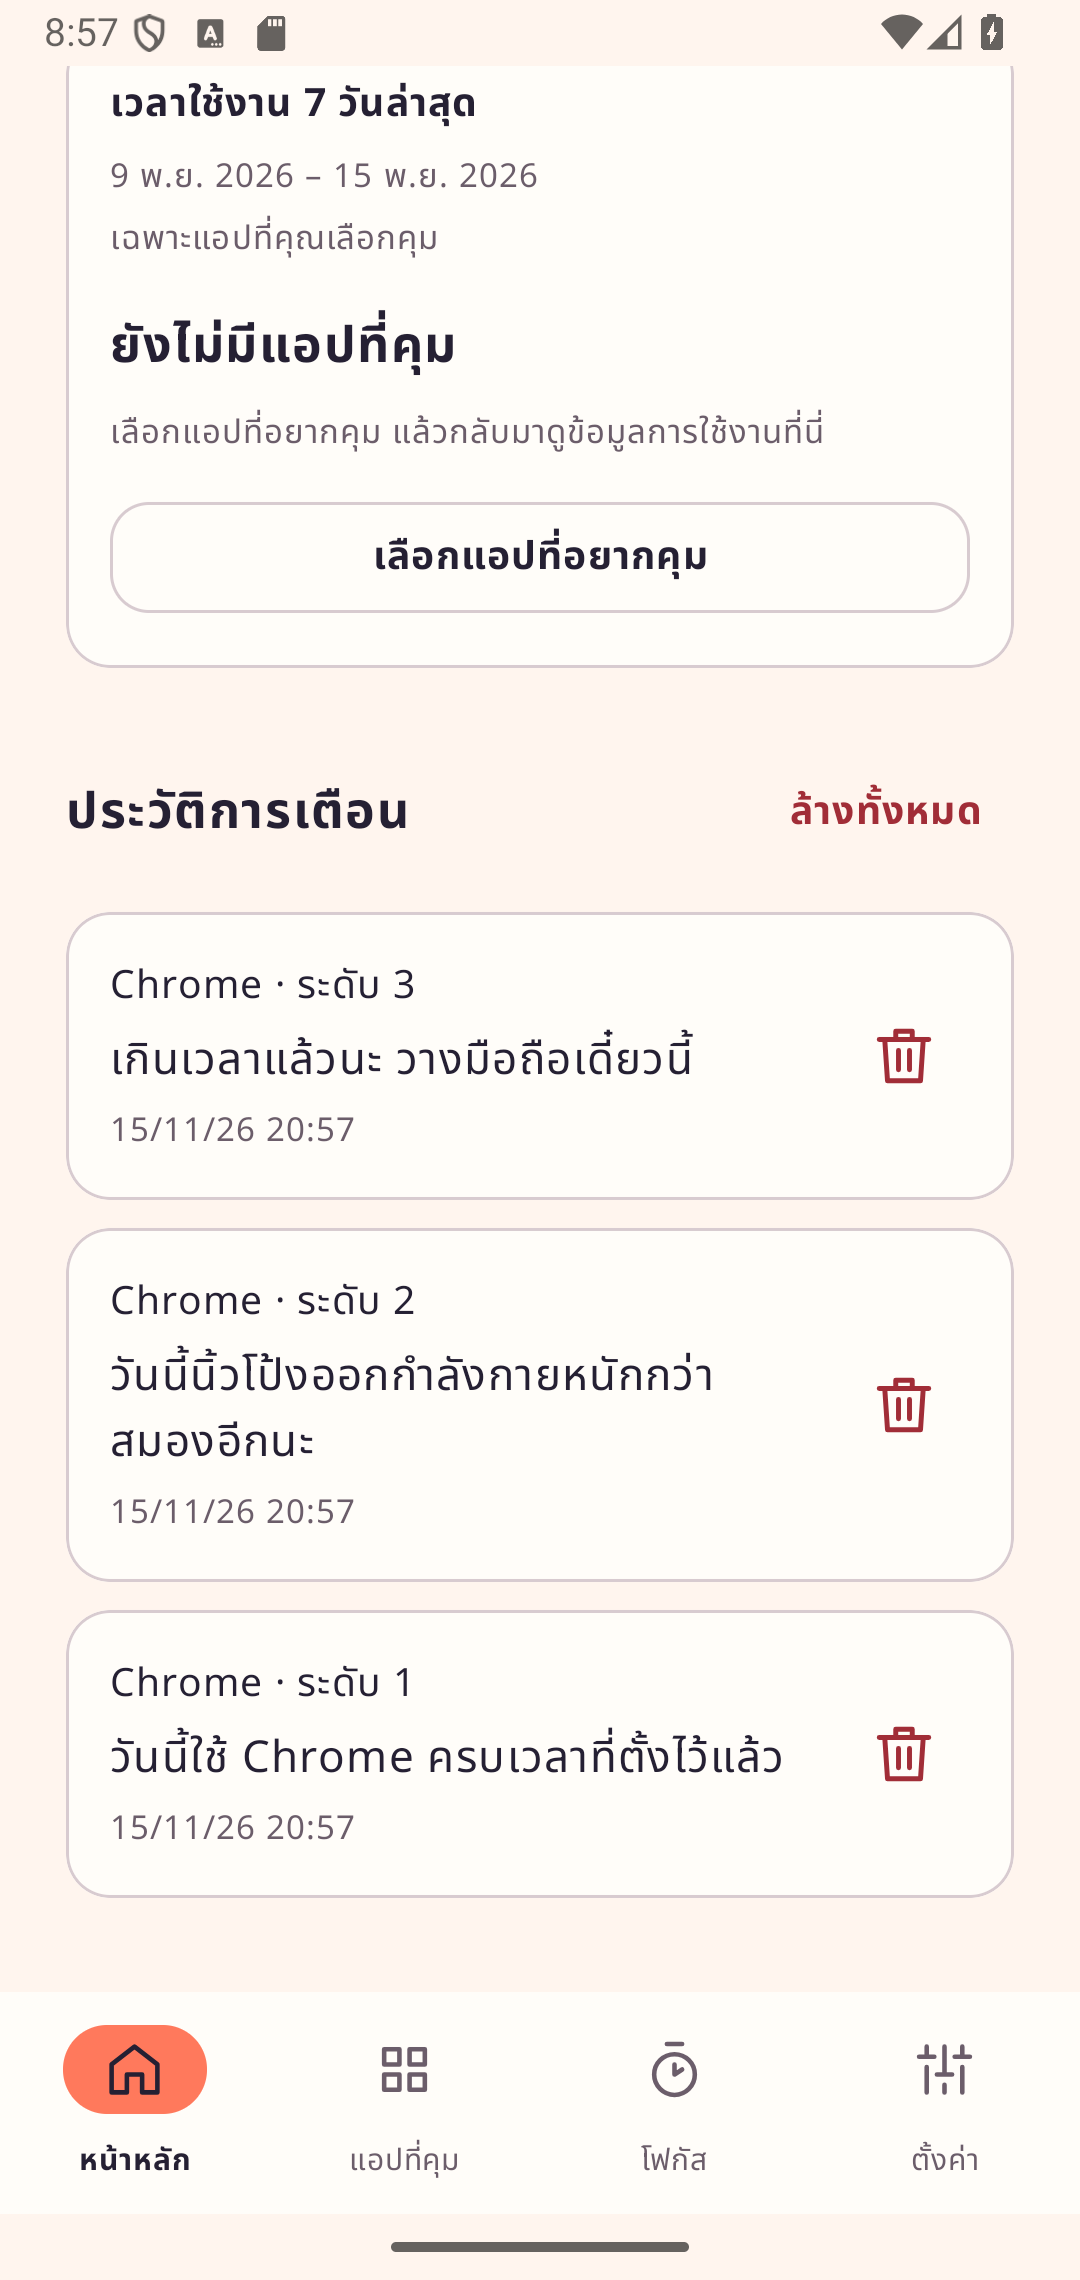 8:57
เวลาใช้งาน 7 วันล่าสุด
9 พ.ย. 2026 – 15 พ.ย. 2026
เฉพาะแอปที่คุณเลือกคุม
ยังไม่มีแอปที่คุม
เลือกแอปที่อยากคุม แล้วกลับมาดูข้อมูลการใช้งานที่นี่
เลือกแอปที่อยากคุม
ประวัติการเตือน
ล้างทั้งหมด
Chrome · ระดับ 3
เกินเวลาแล้วนะ วางมือถือเดี๋ยวนี้
15/11/26 20:57
Chrome · ระดับ 2
วันนี้นิ้วโป้งออกกำลังกายหนักกว่า
สมองอีกนะ
15/11/26 20:57
Chrome · ระดับ 1
วันนี้ใช้ Chrome ครบเวลาที่ตั้งไว้แล้ว
15/11/26 20:57
หน้าหลัก
แอปที่คุม
โฟกัส
ตั้งค่า